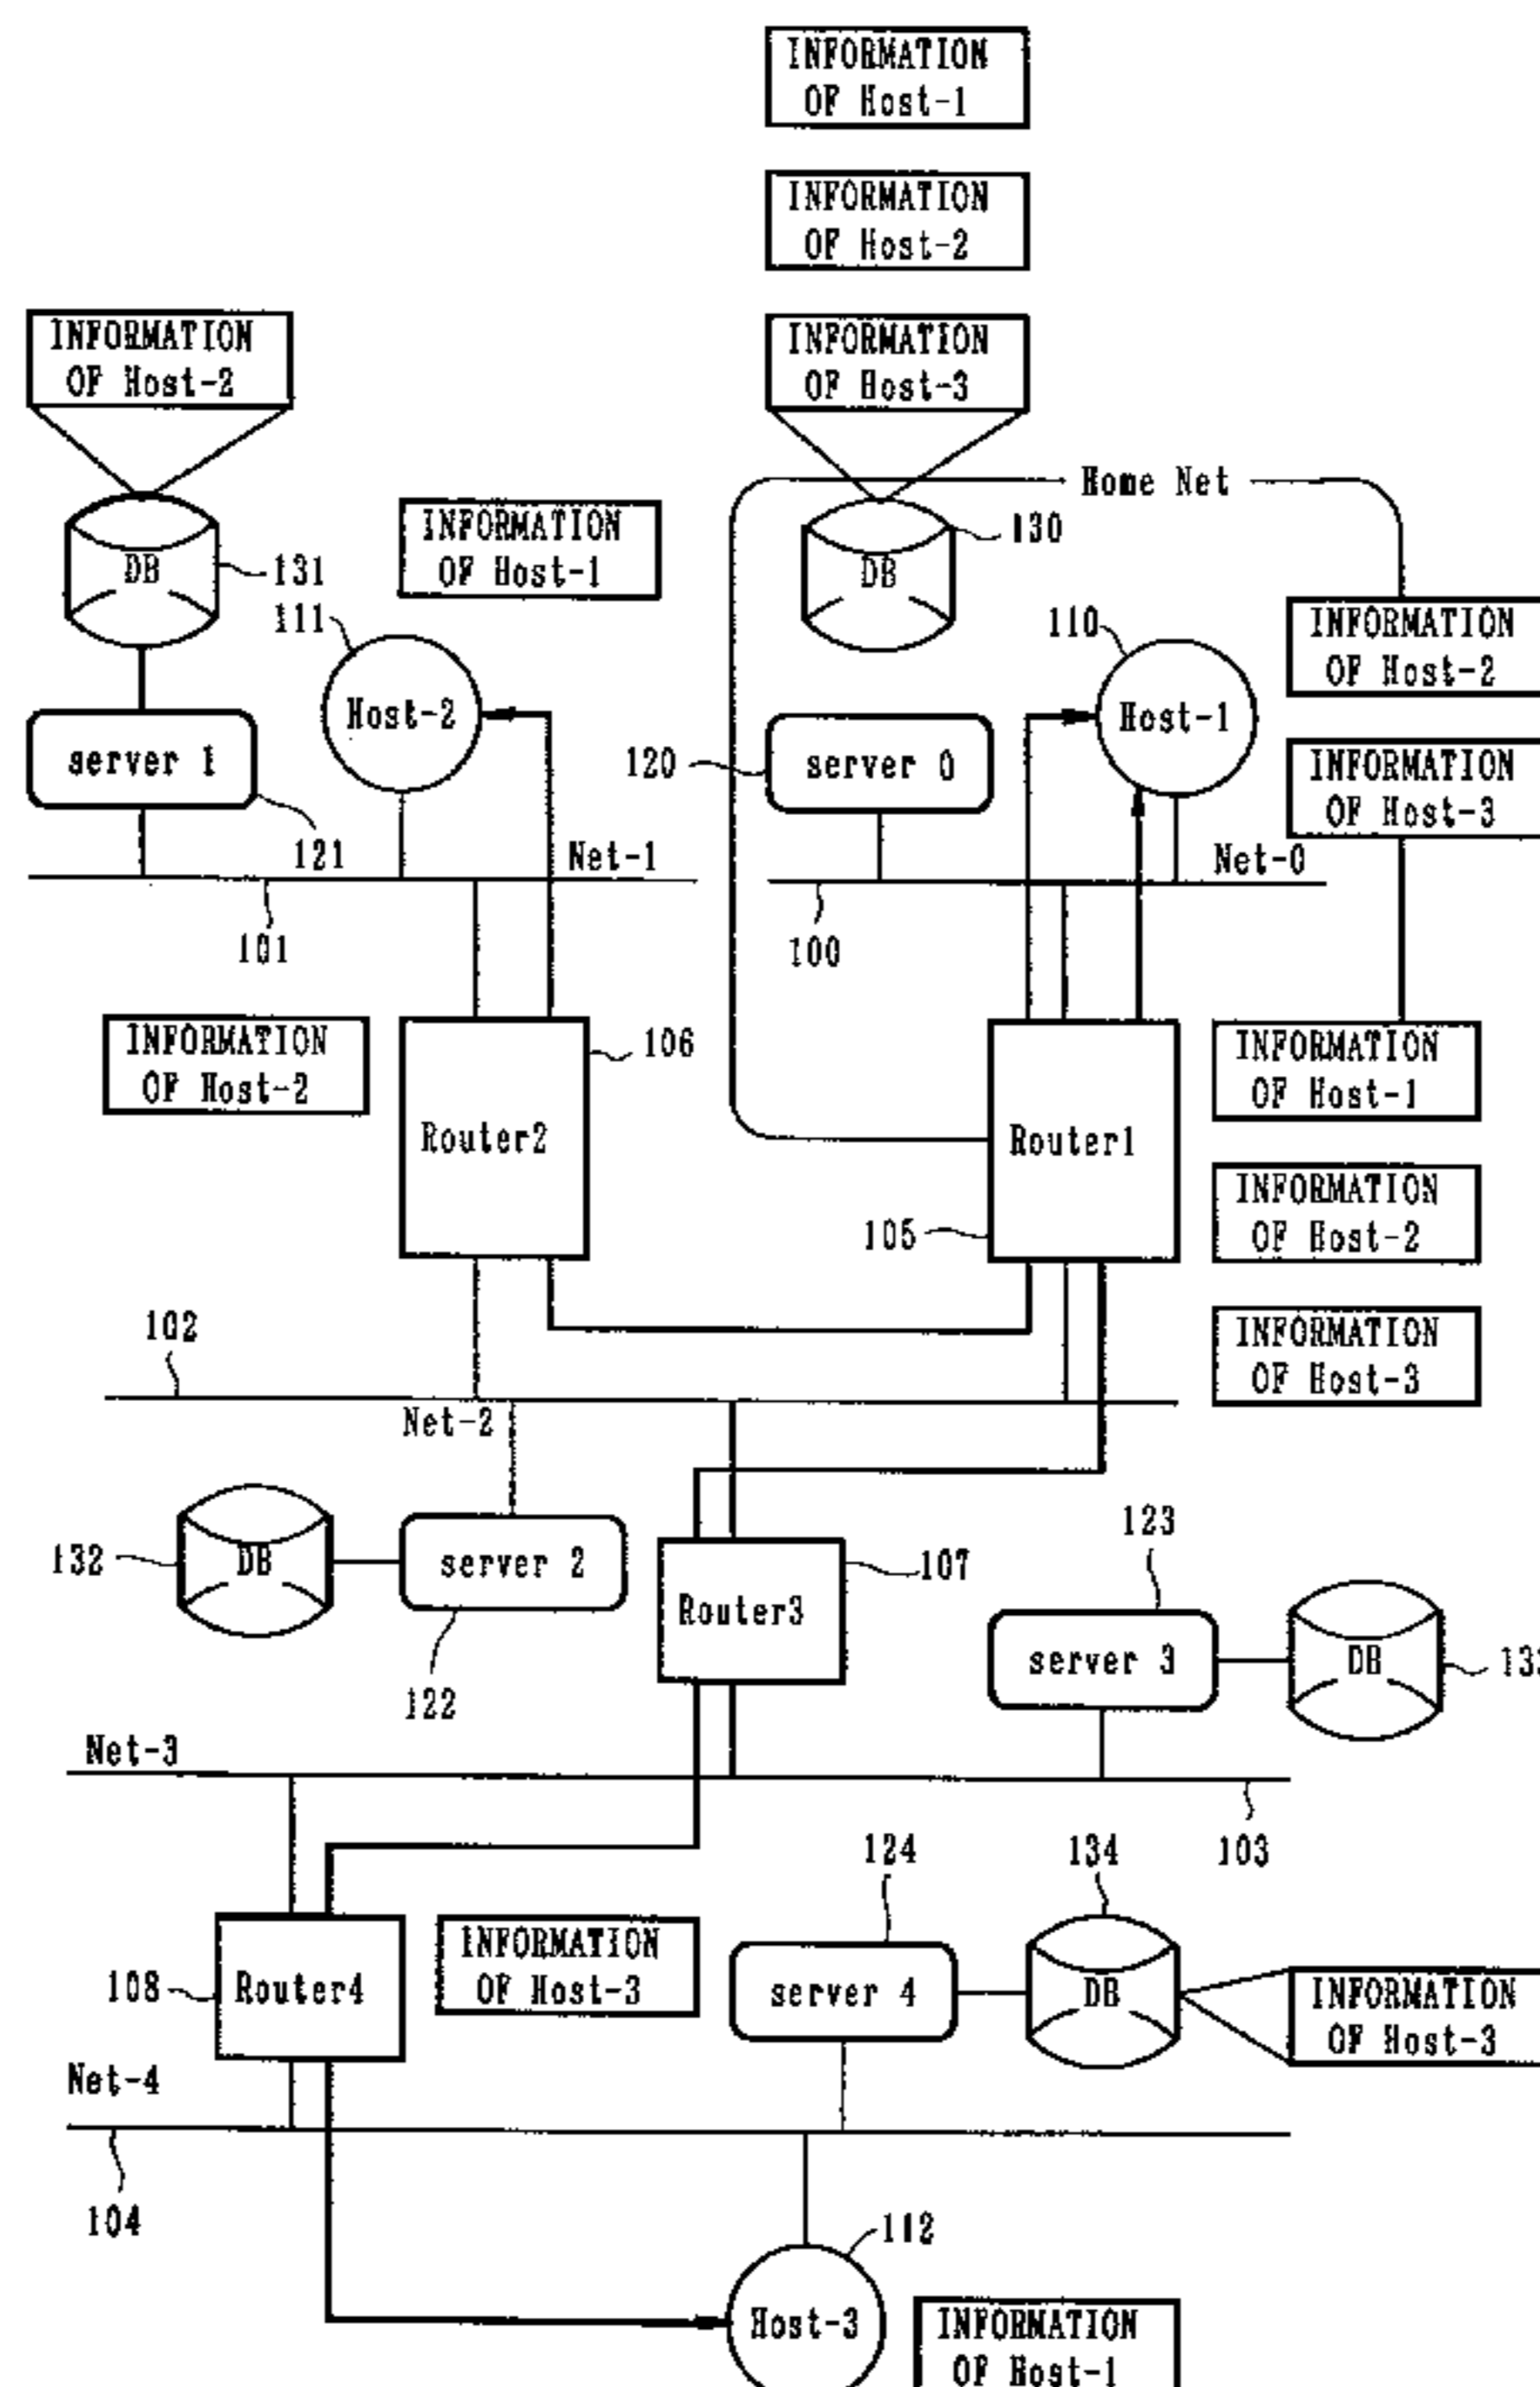 INFORMATION
OF Host-1
INFORMATION
OF Host-2
INFORMATION
OF Host-2
INFORMATION
OF Host-3
Home Net
130
DB
INFORMATION
OF Host-1
DB
131
111
110
INFORMATION
OF Host-2
Host-2
Host-1
server 1
120
server 0
INFORMATION
OF Host-3
121
Net-1
Net-0
101
100
INFORMATION
OF Host-2
106
INFORMATION
OF Host-1
Router2
Router1
INFORMATION
OF Host-2
105
102
INFORMATION
OF Host-3
Net-2
123
132
DB
server 2
107
Router3
server 3
DB
122
Net-3
124
134
103
INFORMATION
OF Host-3
108
Router4
server 4
DB
INFORMATION
OF Host-3
Net-4
104
112
Host-3
INFORMATION
OF Host-1